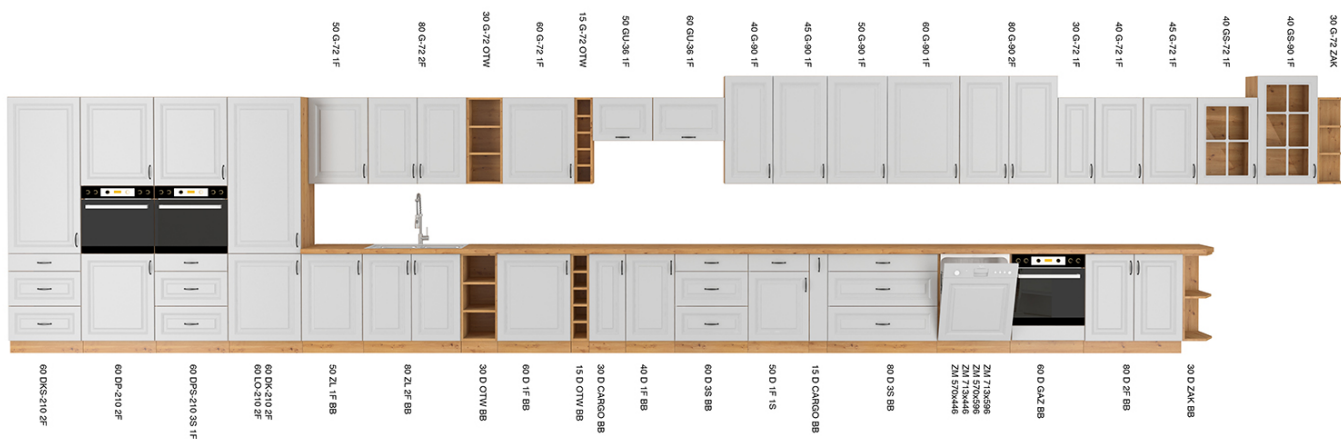 50 G-72 1F
80 G-72 2F
30 G-72 OTW
60 G-72 1F
15 G-72 OTW
50 GU-36 1F
60 GU-36 1F
40 G-90 1F
45 G-90 1F
50 G-90 1F
60 G-90 1F
80 G-90 2F
30 G-72 1F
40 G-72 1F
45 G-72 1F
40 GS-72 1F
40 GS-90 1F
30 G-72 ZAK
60 DKS-210 2F
60 DP-210 2F
60 DPS-210 3S 1F
60 DK-210 2F
60 LO-210 2F
50 ZL 1F BB
80 ZL 2F BB
30 D OTW BB
60 D 1F BB
15 D OTW BB
30 D CARGO BB
40 D 1F BB
60 D 3S BB
50 D 1F 1S
15 D CARGO BB
80 D 3S BB
ZM 713x596
ZM 570x596
ZM 713x446
ZM 570x446
60 D GAZ BB
80 D 2F BB
30 D ZAK BB